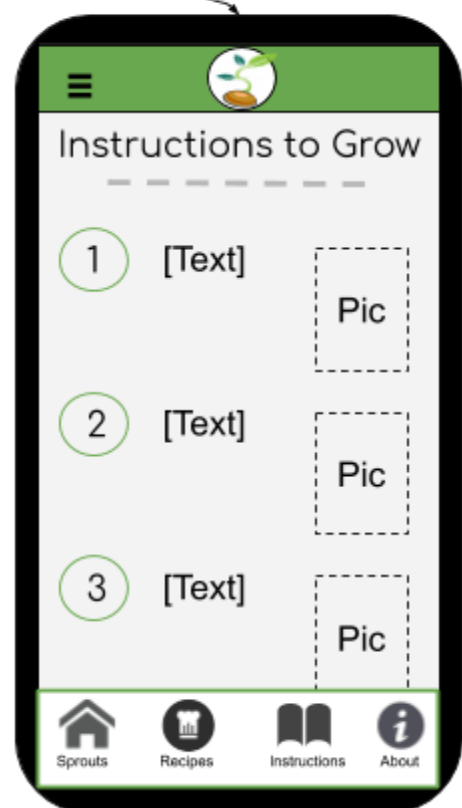 Instructions to Grow
1 [Text]
Pic
2 [Text]
Pic
3 [Text]
Pic
Sprouts Recipes Instructions About